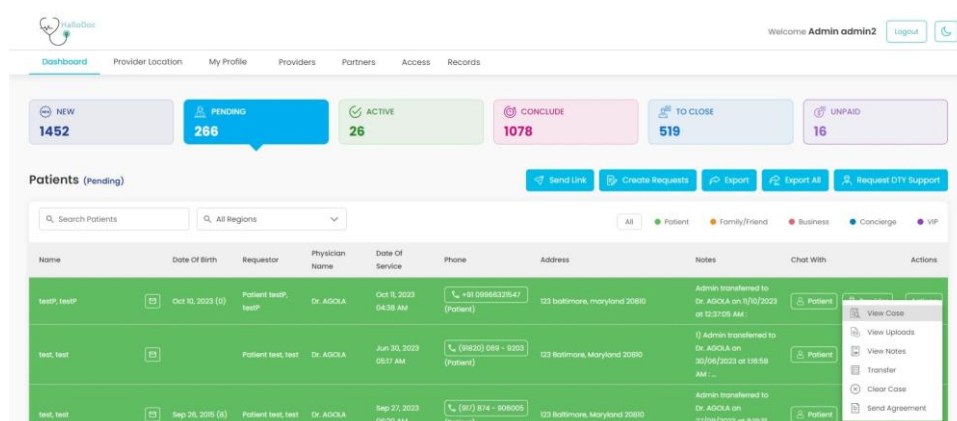 HelloDoc
Welcome Admin admin2 Logout
Dashboard Provider Location My Profile Providers Partners Access Records
NEW PENDING ACTIVE CONCLUDE TO CLOSE UNPAID
1452 266 26 1078 519 16
Patients (Pending) Send Link Create Requests Export Export All Request DTY Support
Search Patients All Regions All Patient Family/Friend Business Concierge VIP
Name Date Of Birth Requestor Physician Name Date Of Service Phone Address Notes Chat With Actions
Admin transferred to
testP, testP Oct 10, 2023 (0) Patient testP, testP Dr. AGOLA Oct 11, 2023 04:36 AM +91 09966321547 (Patient) 123 baltimore, maryland 20810 Dr. AGOLA on 11/10/2023 Patient
at 12:37:05 AM :
View Case
View Uploads
View Notes
Transfer
Clear Case
Send Agreement
1) Admin transferred to
test, test Patient test, test Dr. AGOLA Jun 30, 2023 05:17 AM (91820) 069 - 9203 (Patient) 123 Baltimore, Maryland 20810 Dr. AGOLA on Patient
30/06/2023 at 1:16:58
AM : ...
Admin transferred to
test, test Sep 26, 2015 (8) Patient test, test Dr. AGOLA Sep 27, 2023 (917) 874 - 906005 123 Baltimore, Maryland 20810 Dr. AGOLA on Patient